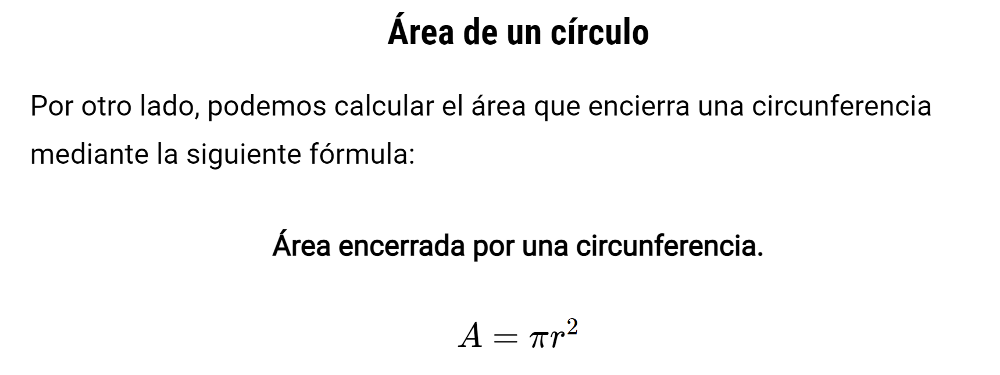 Área de un círculo
Por otro lado, podemos calcular el área que encierra una circunferencia
mediante la siguiente fórmula:
Área encerrada por una circunferencia.
A = πr²